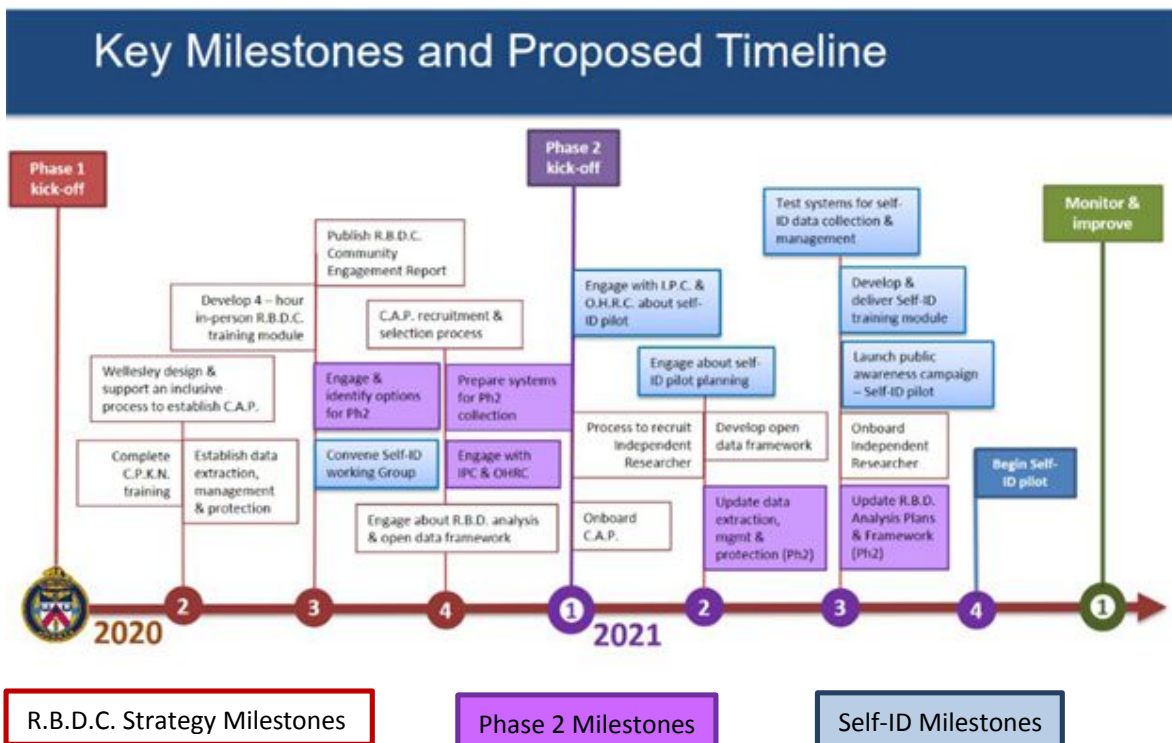 Key Milestones and Proposed Timeline
Phase 1
kick-off
Phase 2
kick-off
Monitor &
improve
Test systems for self-
ID data collection &
management
Publish R.B.D.C.
Community
Engagement Report
Develop 4 – hour
in-person R.B.D.C.
training module
C.A.P. recruitment &
selection process
Engage with I.P.C. &
O.H.R.C. about self-
ID pilot
Develop &
deliver Self-ID
training module
Wellesley design &
support an inclusive
process to establish C.A.P.
Engage &
identify options
for Ph2
Prepare systems
for Ph2
collection
Engage about self-
ID pilot planning
Launch public
awareness campaign
– Self-ID pilot
Complete
C.P.K.N.
training
Establish data
extraction,
management
& protection
Convene Self-ID
working Group
Engage with
IPC & OHRC
Process to recruit
Independent
Researcher
Develop open
data framework
Onboard
Independent
Researcher
Begin Self-
ID pilot
Engage about R.B.D. analysis
& open data framework
Onboard
C.A.P.
Update data
extraction,
mgmt &
protection (Ph2)
Update R.B.D.
Analysis Plans
& Framework
(Ph2)
2
3
4
1
2
3
4
1
2020
2021
R.B.D.C. Strategy Milestones
Phase 2 Milestones
Self-ID Milestones